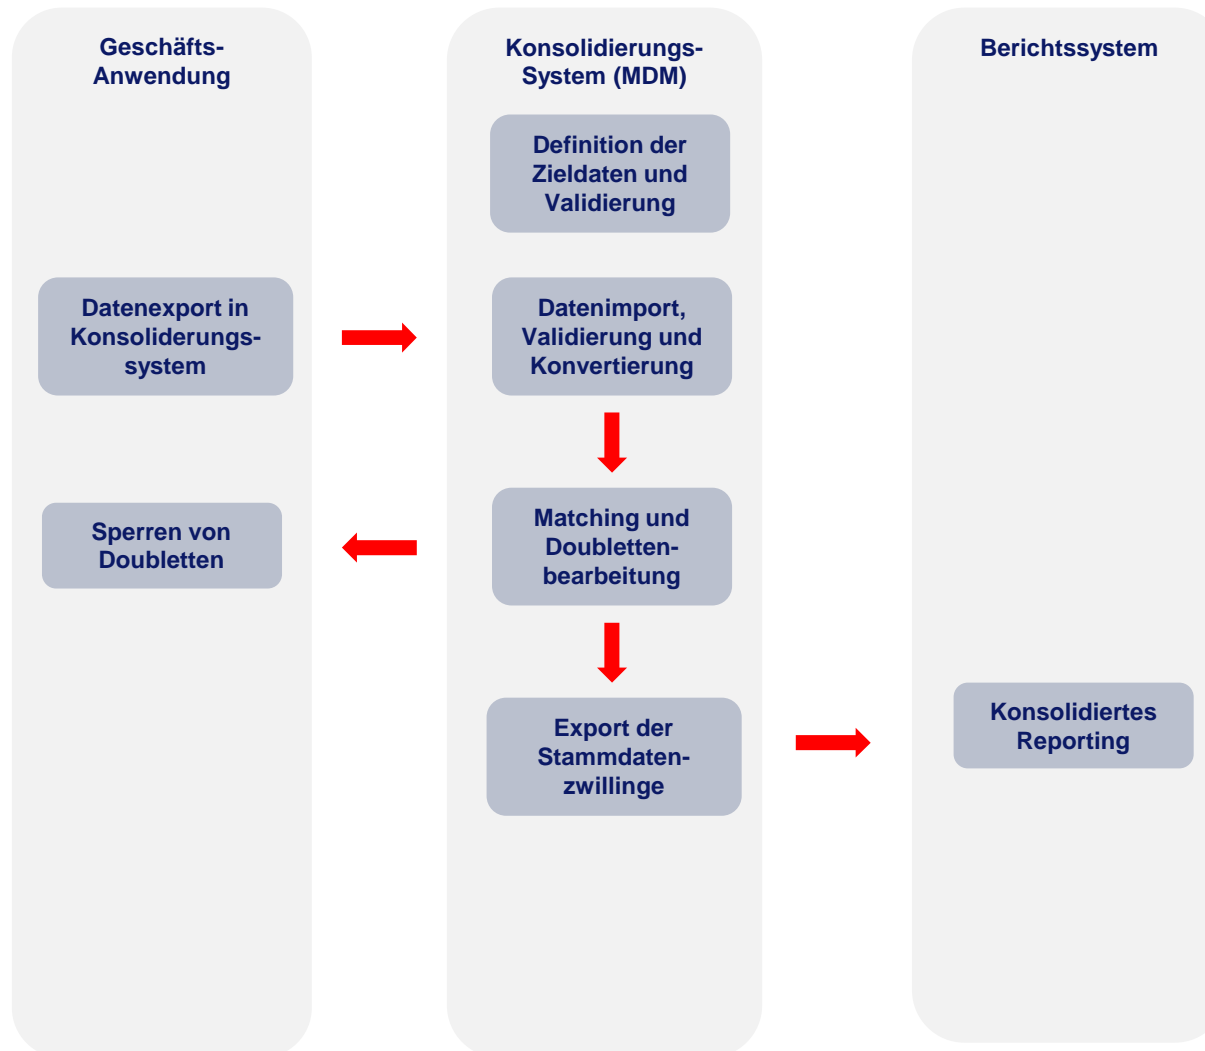 Geschäfts-
Anwendung
Konsolidierungs-
System (MDM)
Berichtssystem
Definition der
Zieldaten und
Validierung
Datenexport in
Konsoliderungs-
system
Datenimport,
Validierung und
Konvertierung
Sperren von
Doubletten
Matching und
Doubletten-
bearbeitung
Export der
Stammdaten-
zwillinge
Konsolidiertes
Reporting